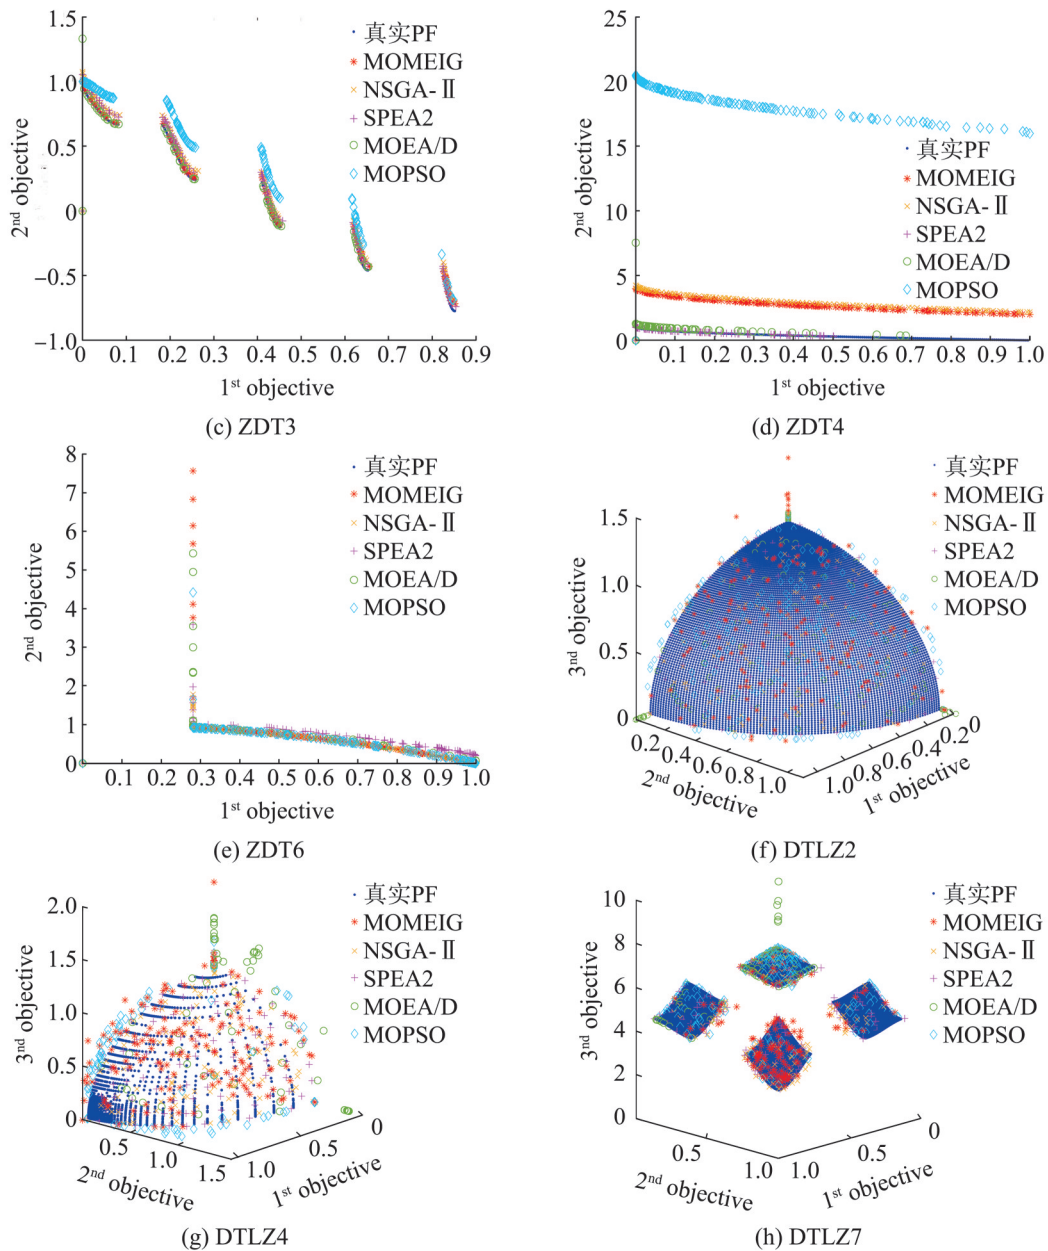 1.5
1.0
0.5
0
−0.5
−1.0
2nd objective
0 0.1 0.2 0.3 0.4 0.5 0.6 0.7 0.8 0.9
1st objective
真实PF
MOMEIG
NSGA-Ⅱ
SPEA2
MOEA/D
MOPSO
(c) ZDT3
25
20
15
10
5
0
2nd objective
0.1 0.2 0.3 0.4 0.5 0.6 0.7 0.8 0.9 1.0
1st objective
真实PF
MOMEIG
NSGA-Ⅱ
SPEA2
MOEA/D
MOPSO
(d) ZDT4
8
7
6
5
4
3
2
1
0
2nd objective
0.1 0.2 0.3 0.4 0.5 0.6 0.7 0.8 0.9 1.0
1st objective
真实PF
MOMEIG
NSGA-Ⅱ
SPEA2
MOEA/D
MOPSO
(e) ZDT6
1.5
1.0
0.5
0
3rd objective
0.2 0.4 0.6 0.8 1.0
2nd objective
1.0 0.8 0.6 0.4 0.2 0
1st objective
真实PF
MOMEIG
NSGA-Ⅱ
SPEA2
MOEA/D
MOPSO
(f) DTLZ2
2.0
1.5
1.0
0.5
0
3rd objective
0.5 1.0 1.5
2nd objective
1.0 0.5 0
1st objective
真实PF
MOMEIG
NSGA-Ⅱ
SPEA2
MOEA/D
MOPSO
(g) DTLZ4
10
8
6
4
2
0
3rd objective
0.5 1.0
2nd objective
1.0 0.5 0
1st objective
真实PF
MOMEIG
NSGA-Ⅱ
SPEA2
MOEA/D
MOPSO
(h) DTLZ7